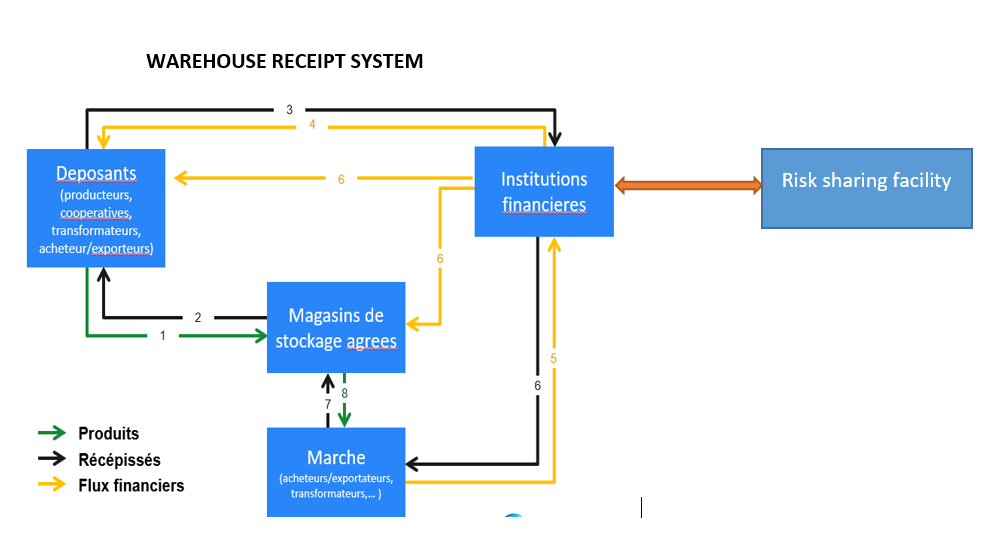 WAREHOUSE RECEIPT SYSTEM
3
4
Deposants
(producteurs,
cooperatives,
transformateurs,
acheteur/exporteurs)
6
Institutions
financieres
Risk sharing facility
6
2
1
Magasins de
stockage agrees
5
6
7
8
Produits
Récépissés
Flux financiers
Marche
(acheteurs/exportateurs,
transformateurs,... )